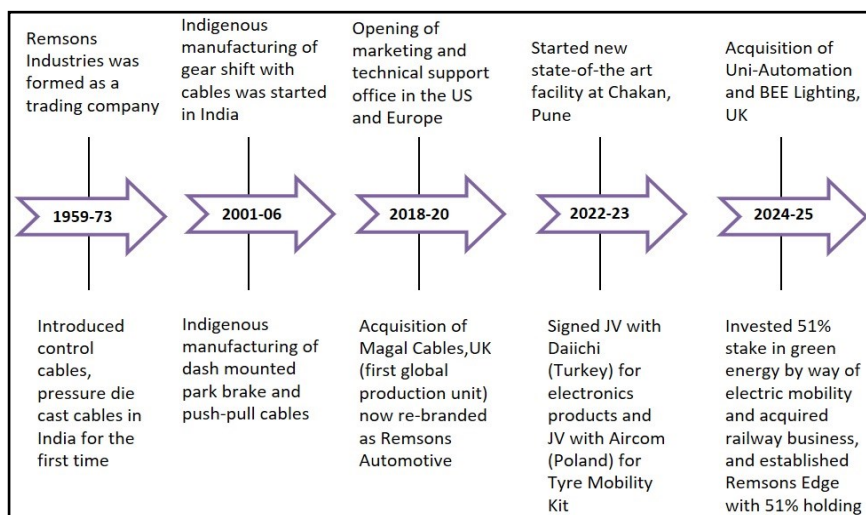 Remsons
Industries was
formed as a
trading company
Indigenous
manufacturing of
gear shift with
cables was started
in India
Opening of
marketing and
technical support
office in the US
and Europe
Started new
state-of-the art
facility at Chakan,
Pune
Acquisition of
Uni-Automation
and BEE Lighting,
UK
1959-73
2001-06
2018-20
2022-23
2024-25
Introduced
control
cables,
pressure die
cast cables in
India for the
first time
Indigenous
manufacturing of
dash mounted
park brake and
push-pull cables
Acquisition of
Magal Cables,UK
(first global
production unit)
now re-branded
as Remsons
Automotive
Signed JV with
Daiichi
(Turkey) for
electronics
products and
JV with Aircom
(Poland) for
Tyre Mobility
Kit
Invested 51%
stake in green
energy by way of
electric mobility
and acquired
railway business,
and established
Remsons Edge
with 51% holding